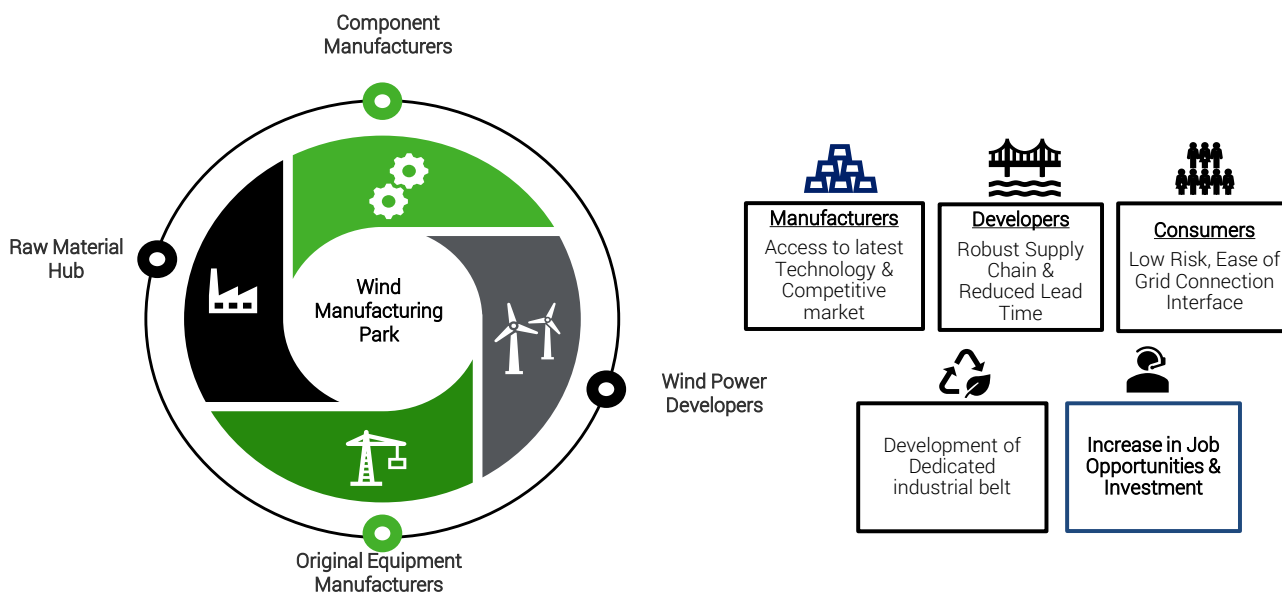 Component
Manufacturers
Raw Material
Hub
Wind
Manufacturing
Park
Wind Power
Developers
Original Equipment
Manufacturers
Manufacturers
Access to latest
Technology &
Competitive
market
Developers
Robust Supply
Chain &
Reduced Lead
Time
Consumers
Low Risk, Ease of
Grid Connection
Interface
Development of
Dedicated
industrial belt
Increase in Job
Opportunities &
Investment